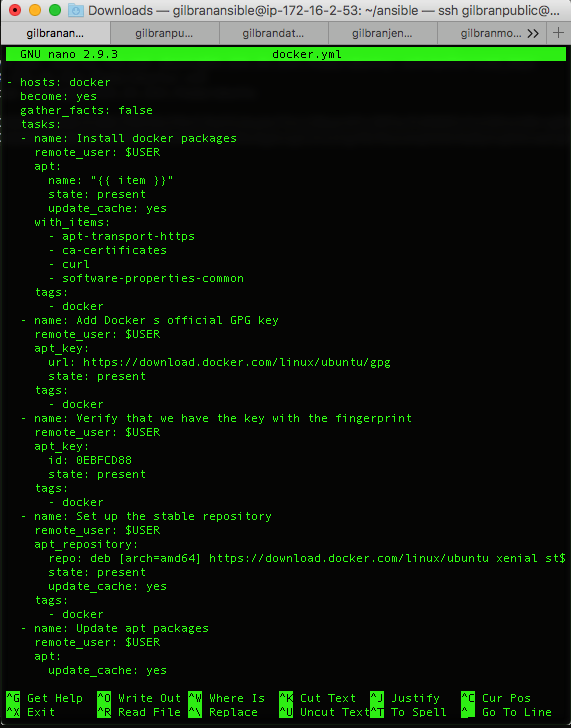 Downloads — gilbranansible@ip-172-16-2-53: ~/ansible — ssh gilbranpublic@...
gilbranan... gilbranpu... gilbrandat... gilbranjen... gilbranmo... >> +
GNU nano 2.9.3 docker.yml
- hosts: docker
  become: yes
  gather_facts: false
  tasks:
  - name: Install docker packages
    remote_user: $USER
    apt:
      name: "{{ item }}"
      state: present
      update_cache: yes
    with_items:
      - apt-transport-https
      - ca-certificates
      - curl
      - software-properties-common
    tags:
      - docker
  - name: Add Docker s official GPG key
    remote_user: $USER
    apt_key:
      url: https://download.docker.com/linux/ubuntu/gpg
      state: present
    tags:
      - docker
  - name: Verify that we have the key with the fingerprint
    remote_user: $USER
    apt_key:
      id: 0EBFCD88
      state: present
    tags:
      - docker
  - name: Set up the stable repository
    remote_user: $USER
    apt_repository:
      repo: deb [arch=amd64] https://download.docker.com/linux/ubuntu xenial st$
      state: present
      update_cache: yes
    tags:
      - docker
  - name: Update apt packages
    remote_user: $USER
    apt:
      update_cache: yes
^G Get Help ^O Write Out ^W Where Is ^K Cut Text ^J Justify ^C Cur Pos
^X Exit ^R Read File ^\ Replace ^U Uncut Text ^T To Spell ^_ Go To Line